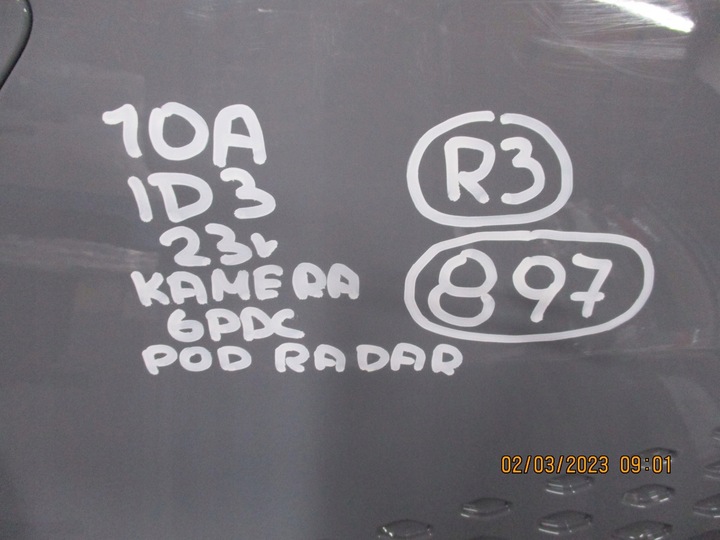 10A
ID3
23r
KAMERA
6PDC
POD RADAR
R3
897
02/03/2023 09:01